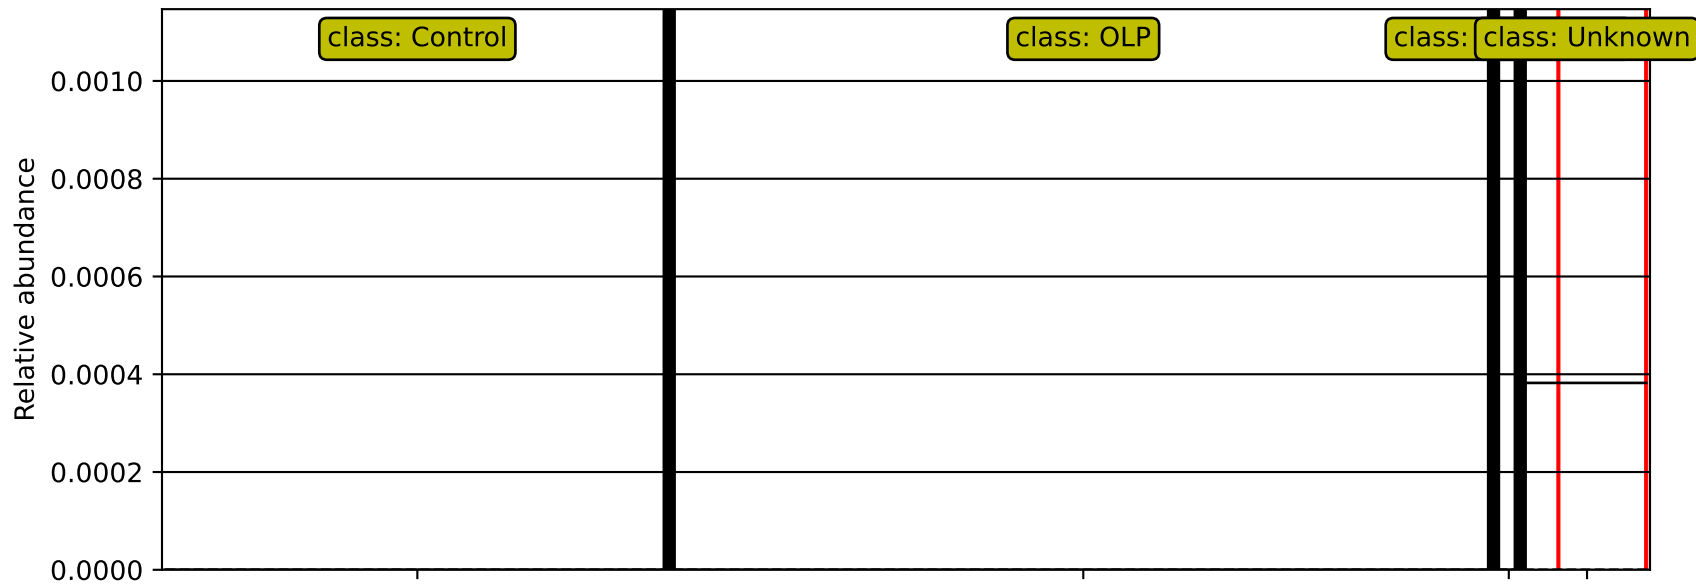 class: Control
class: OLP
class:
class: Unknown
0.0010
0.0008
0.0006
0.0004
0.0002
0.0000
Relative abundance